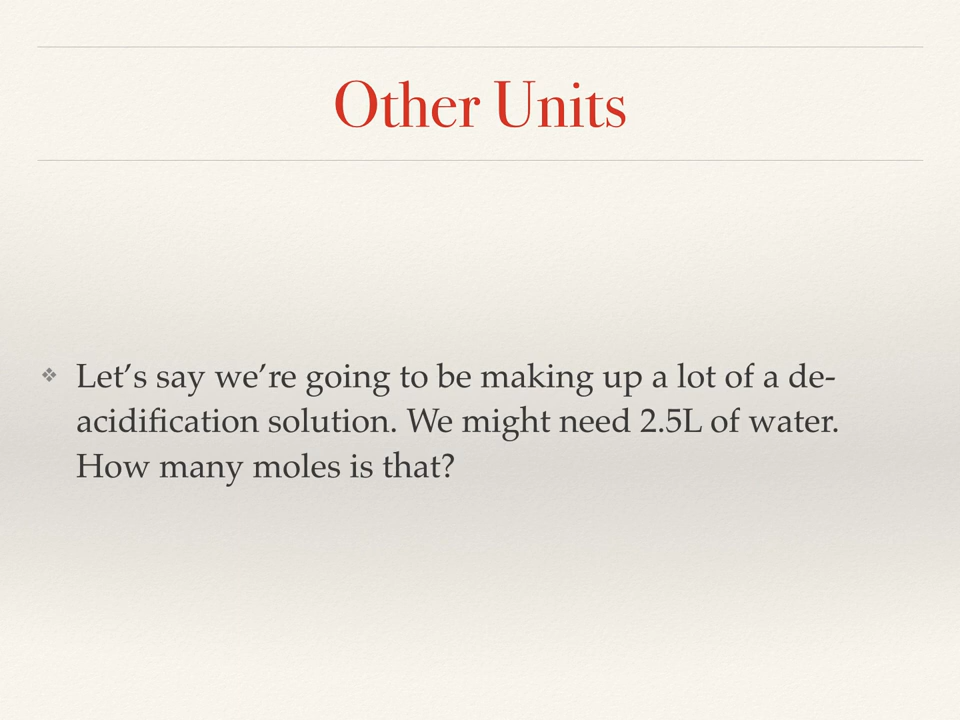 Other Units
❖ Let’s say we’re going to be making up a lot of a de-
acidification solution. We might need 2.5L of water.
How many moles is that?